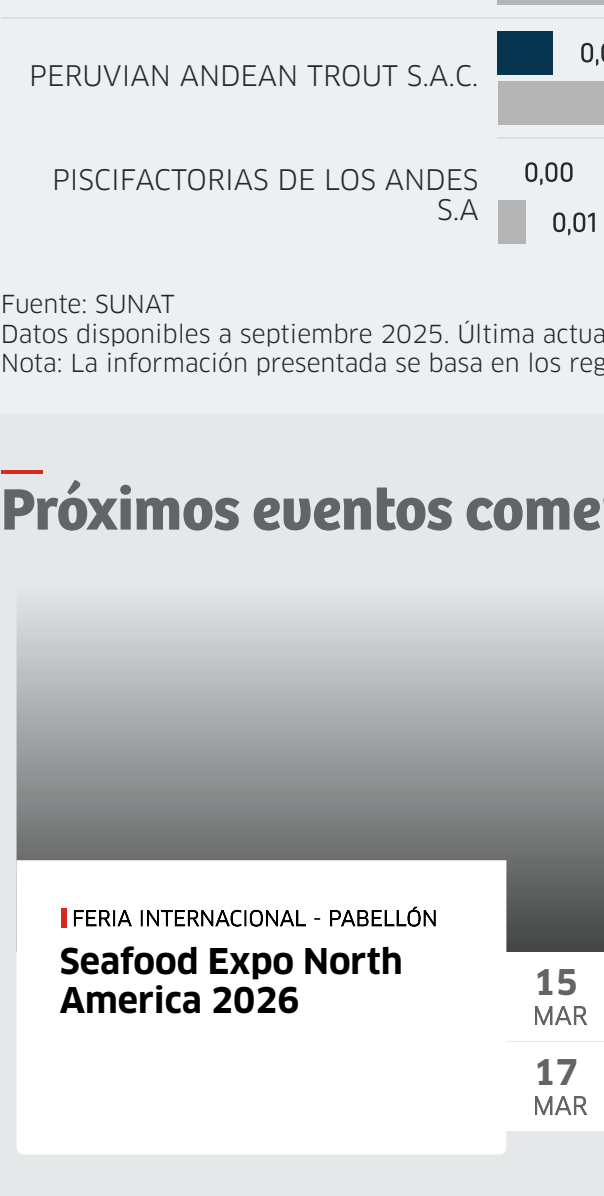 PERUVIAN ANDEAN TROUT S.A.C.
PISCIFACTORIAS DE LOS ANDES
S.A
0,00
0,01
Fuente: SUNAT
Datos disponibles a septiembre 2025. Última
Nota: La información presentada se basa en los
Próximos eventos
FERIA INTERNACIONAL - PABELLÓN
Seafood Expo North
America 2026
15
MAR
17
MAR